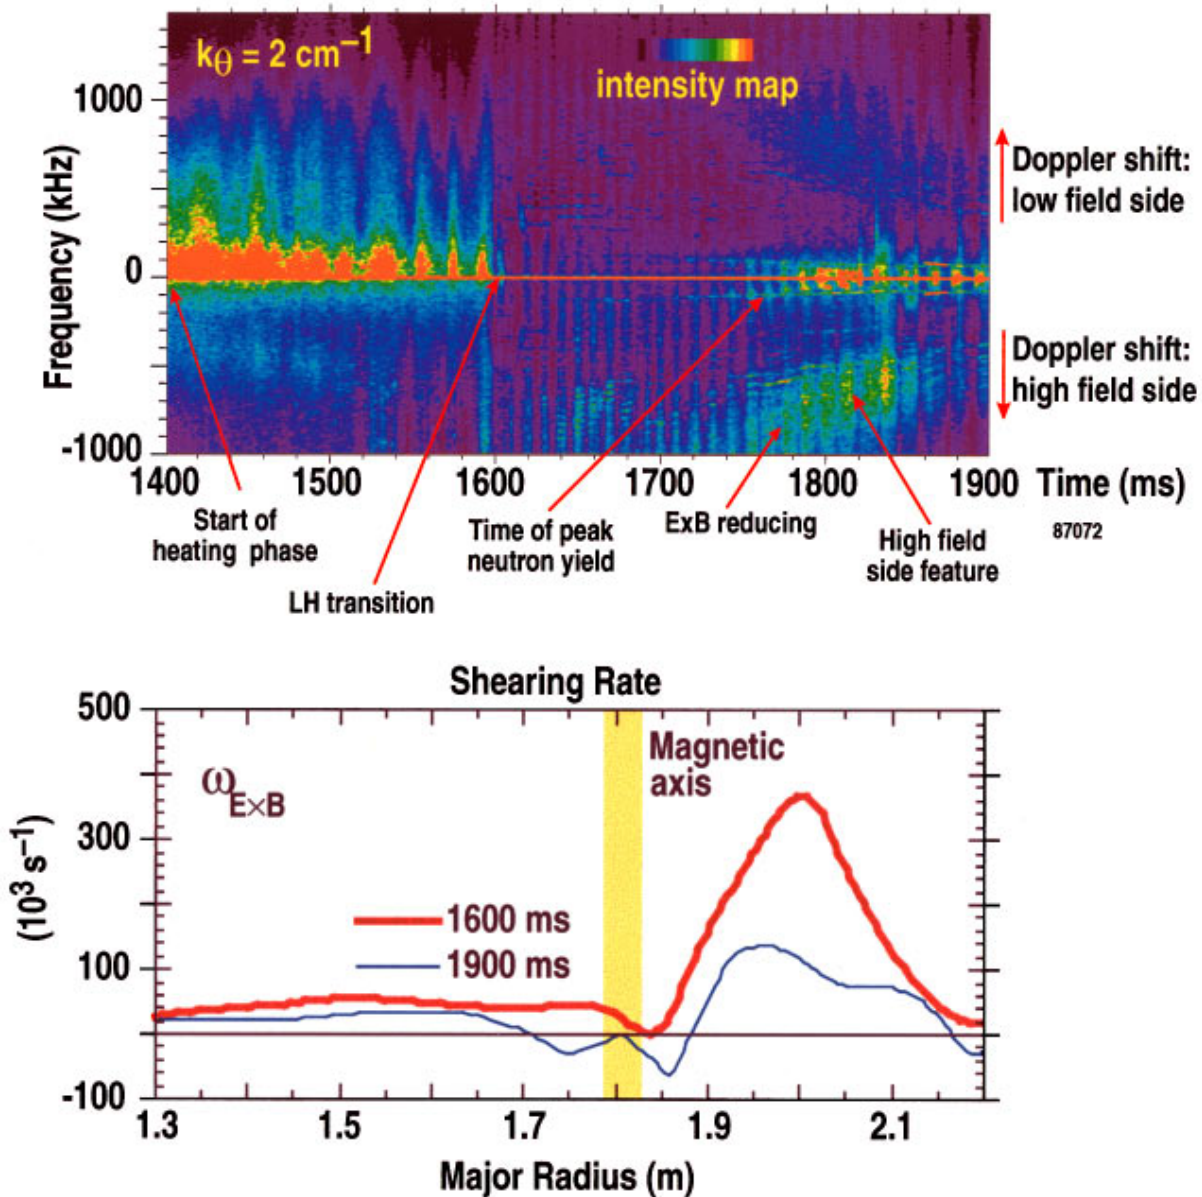 kθ = 2 cm⁻¹
intensity map
Frequency (kHz)
1000
0
-1000
Doppler shift:
low field side
Doppler shift:
high field side
1400 1500 1600 1700 1800 1900 Time (ms)
87072
Start of
heating phase
LH transition
Time of peak
neutron yield
ExB reducing
High field
side feature
Shearing Rate
500
300
100
-100
(10³ s⁻¹)
ωE×B
Magnetic
axis
1600 ms
1900 ms
1.3 1.5 1.7 1.9 2.1
Major Radius (m)